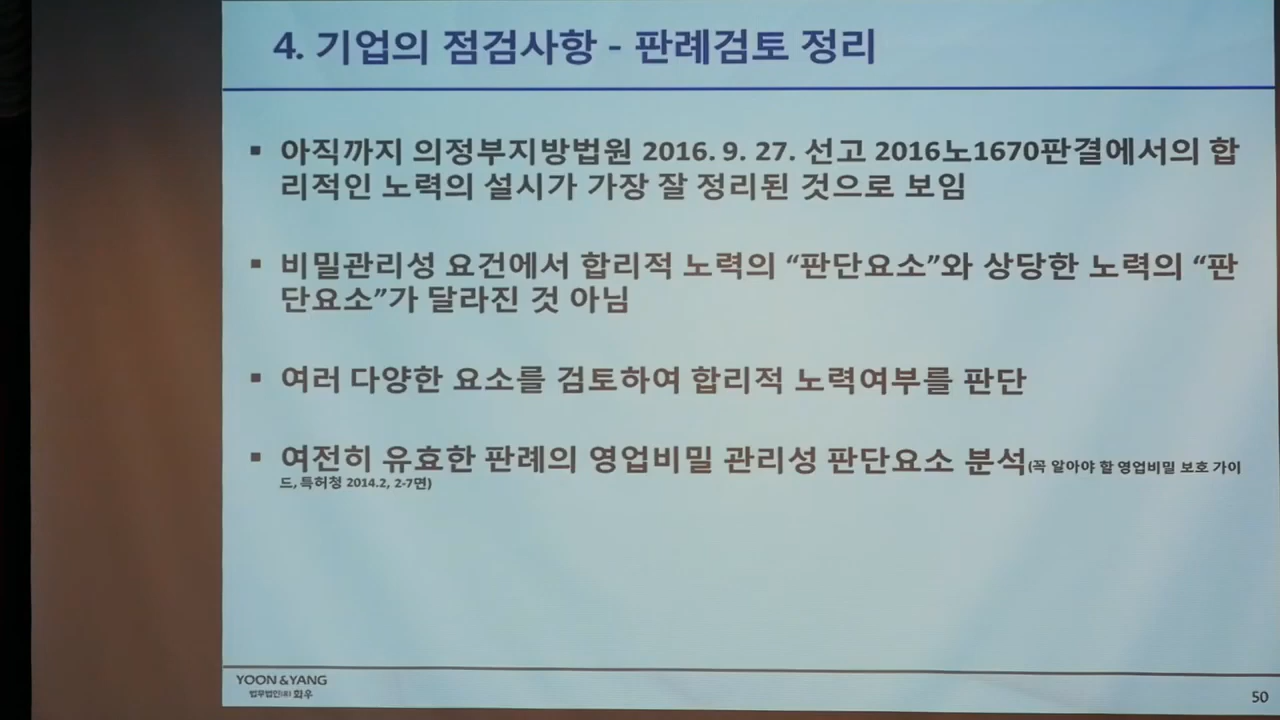 4. 기업의 점검사항 - 판례검토 정리
▪ 아직까지 의정부지방법원 2016. 9. 27. 선고 2016노1670판결에서의 합
리적인 노력의 설시가 가장 잘 정리된 것으로 보임
▪ 비밀관리성 요건에서 합리적 노력의 “판단요소”와 상당한 노력의 “판
단요소”가 달라진 것 아님
▪ 여러 다양한 요소를 검토하여 합리적 노력여부를 판단
▪ 여전히 유효한 판례의 영업비밀 관리성 판단요소 분석(꼭 알아야 할 영업비밀 보호 가이
드, 특허청 2014.2, 2-7면)
YOON & YANG
법무법인(유) 화우
50